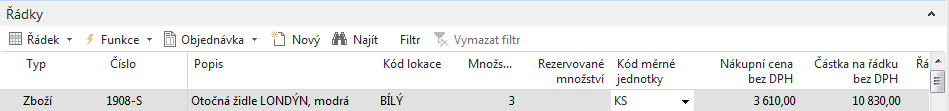 Řádky
Řádek Funkce Objednávka Nový Najít Filtr Vymazat filtr
Typ Číslo Popis Kód lokace Množs... Rezervované množství Kód měrné jednotky Nákupní cena bez DPH Částka na řádku bez DPH Řá
Zboží 1908-S Otočná židle LONDÝN, modrá BÍLÝ 3 KS 3 610,00 10 830,00